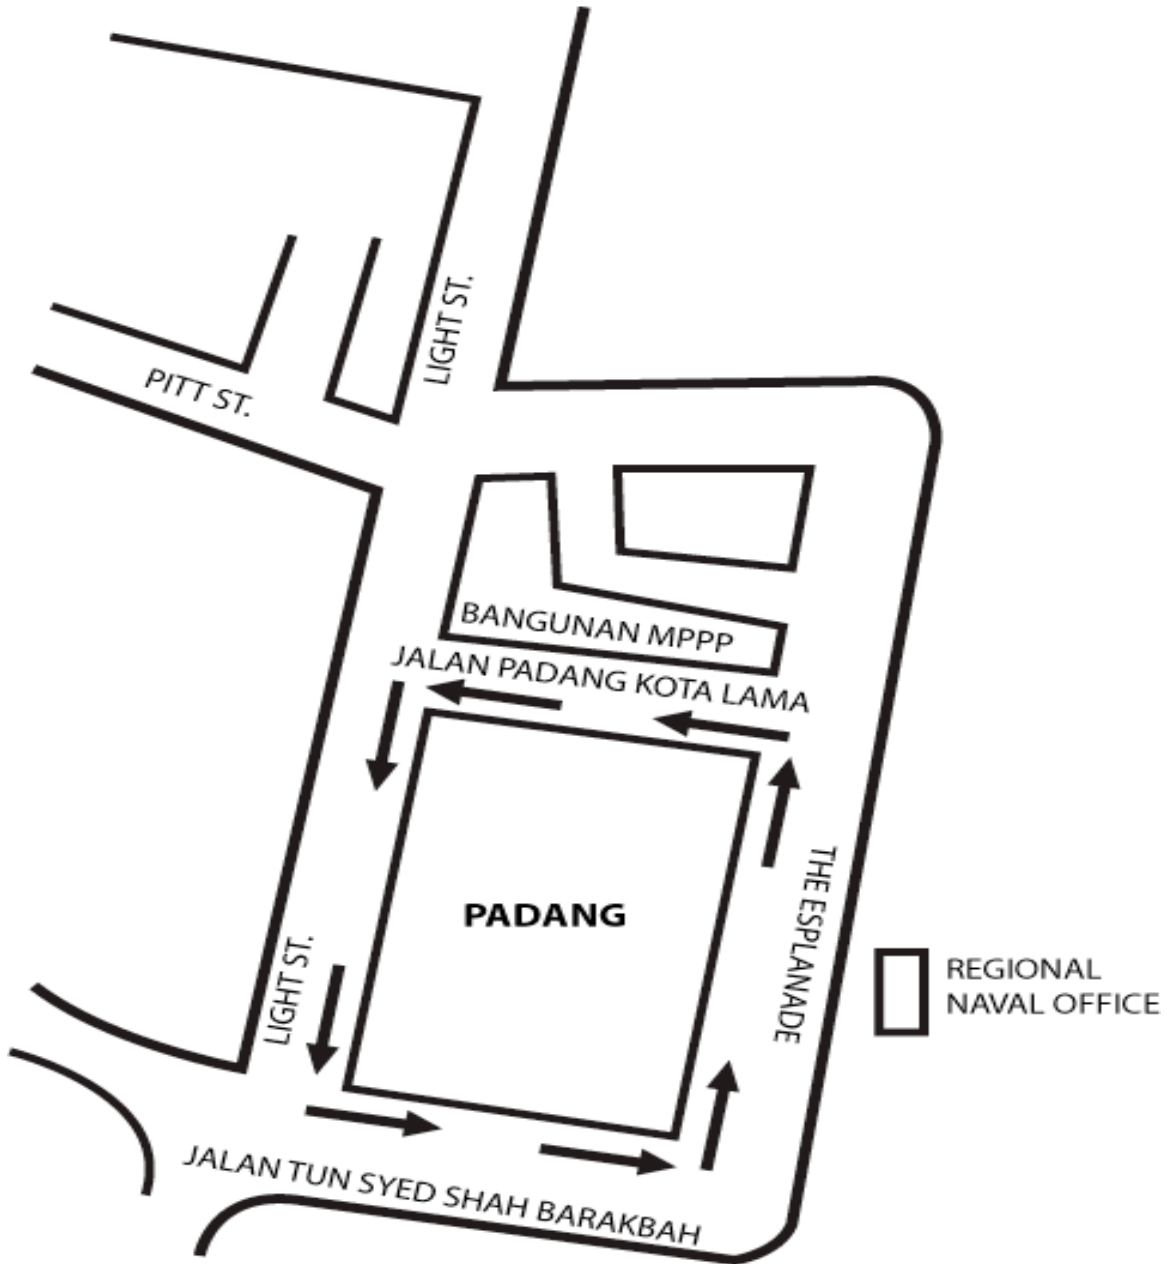 LIGHT ST.
PITT ST.
BANGUNAN MPPP
JALAN PADANG KOTA LAMA
PADANG
THE ESPLANADE
REGIONAL
NAVAL OFFICE
LIGHT ST.
JALAN TUN SYED SHAH BARAKBAH